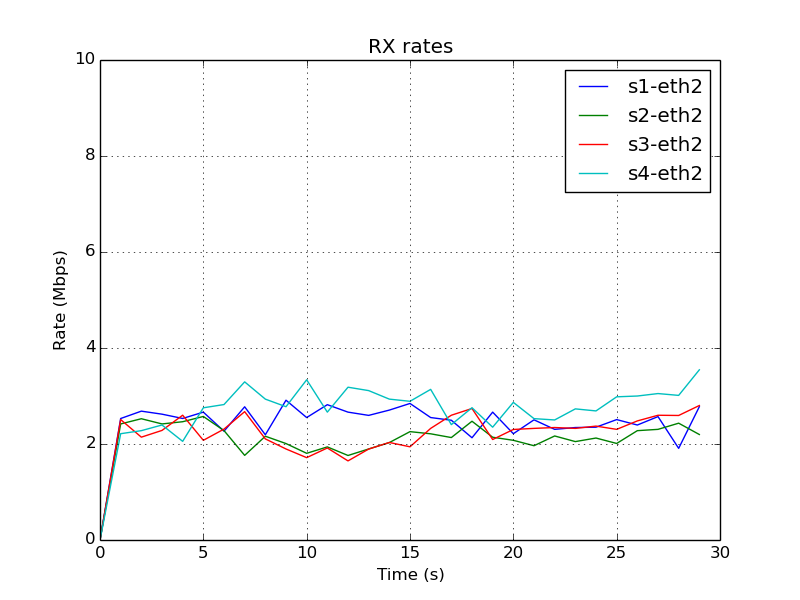 RX rates
10
8
6
4
2
0
Rate (Mbps)
s1-eth2
s2-eth2
s3-eth2
s4-eth2
0 5 10 15 20 25 30
Time (s)